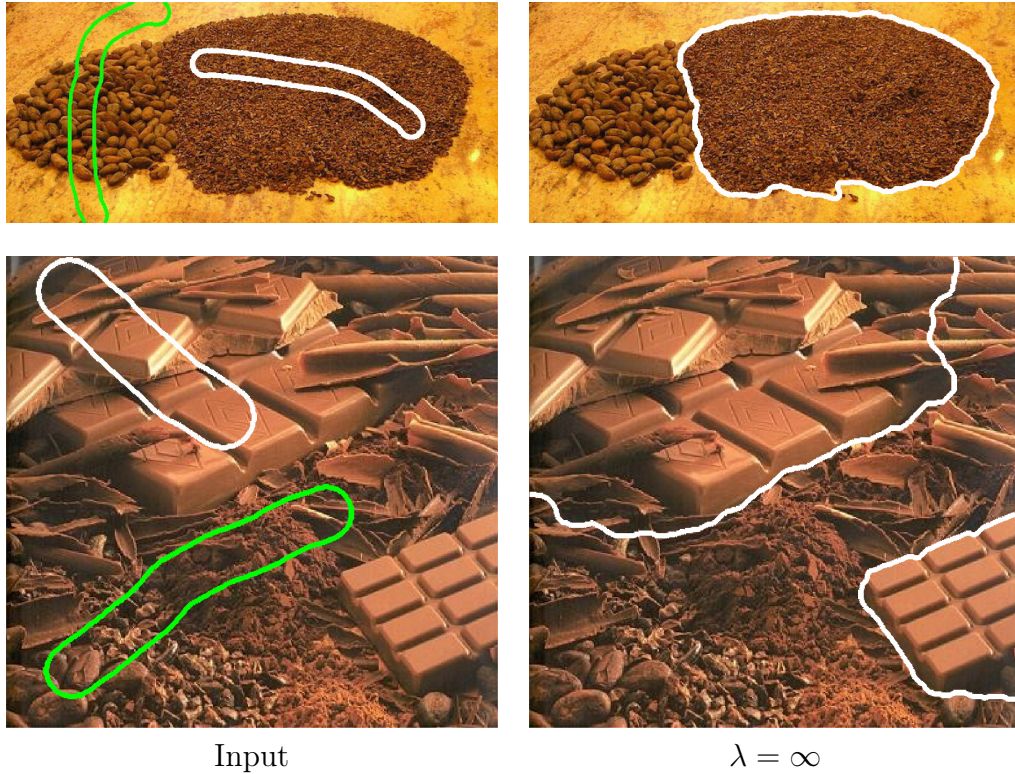 Input
λ = ∞